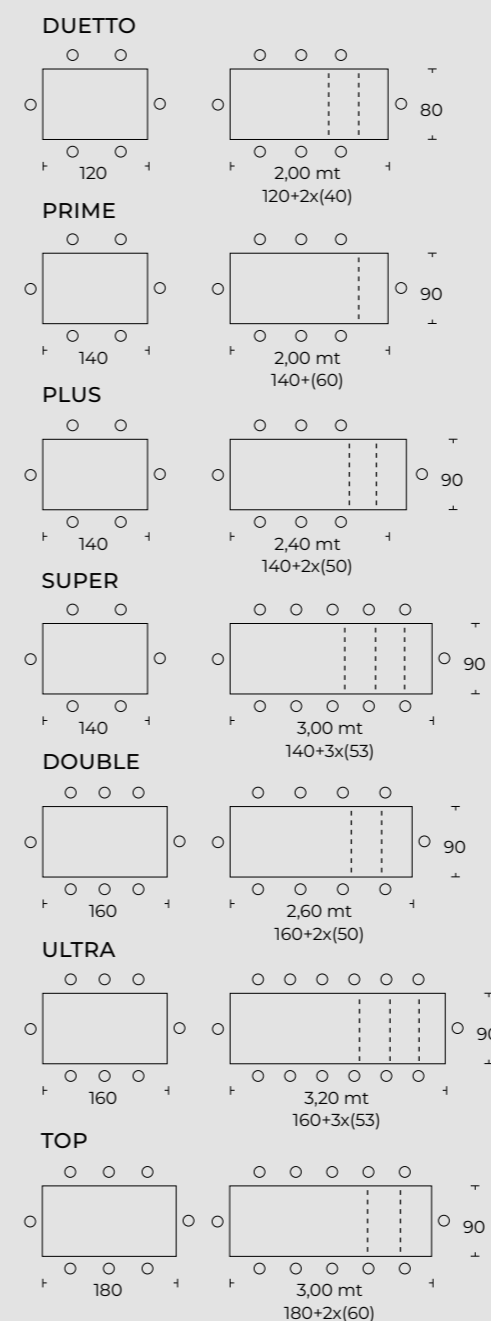 DUETTO
80
120
2,00 mt
120+2x(40)
PRIME
90
140
2,00 mt
140+(60)
PLUS
90
140
2,40 mt
140+2x(50)
SUPER
90
140
3,00 mt
140+3x(53)
DOUBLE
90
160
2,60 mt
160+2x(50)
ULTRA
90
160
3,20 mt
160+3x(53)
TOP
90
180
3,00 mt
180+2x(60)